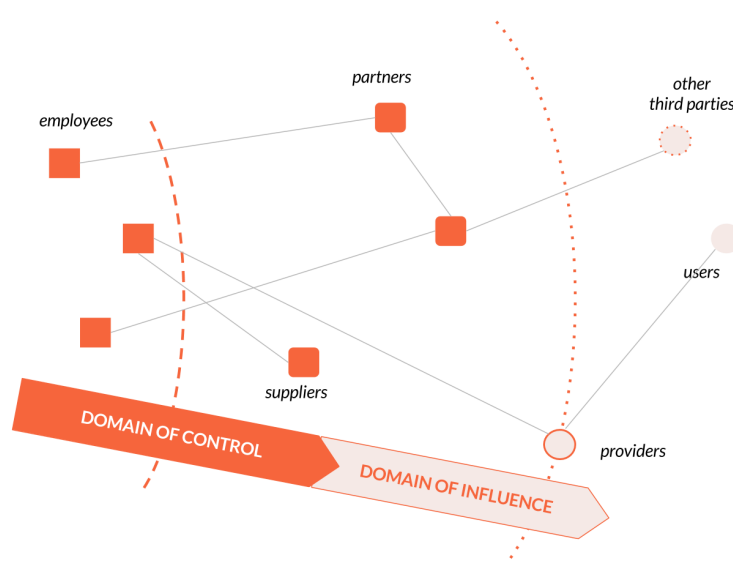 partners
other
third parties
employees
users
suppliers
DOMAIN OF CONTROL
providers
DOMAIN OF INFLUENCE